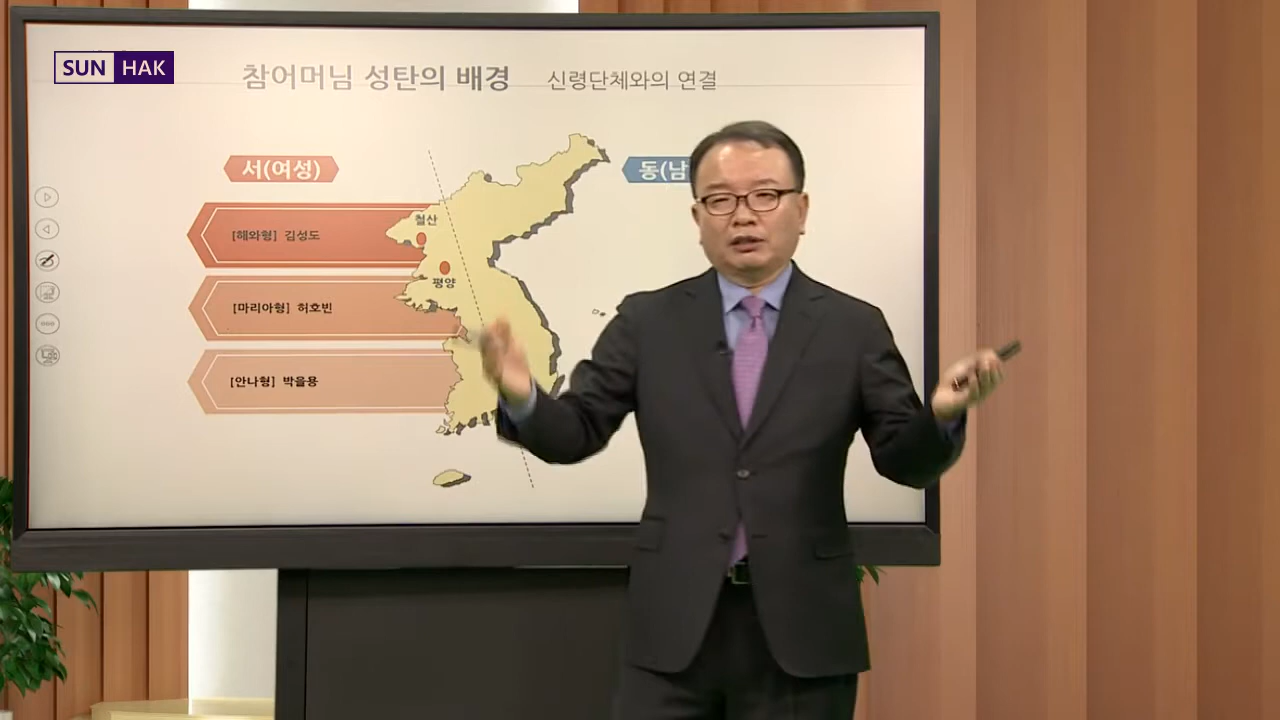 SUN HAK
참어머님 성탄의 배경 신령단체와의 연결
서(여성)
동(남
철산
[해와형] 김성도
평양
[마리아형] 허호빈
[안나형] 박을용